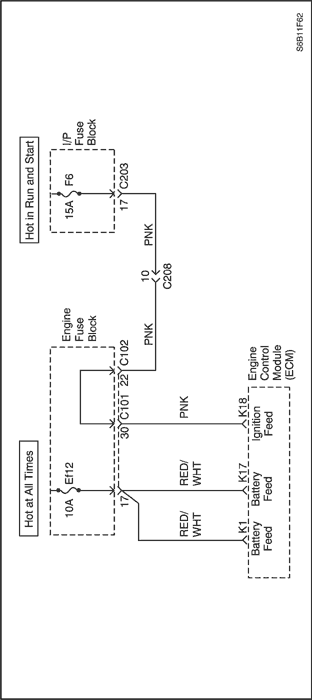 Hot at All Times
Hot in Run and Start
Engine
Fuse
Block
I/P
Fuse
Block
Ef12
10A
F6
15A
17
30
C101
22
C102
17
C203
PNK
10
C208
PNK
RED/
WHT
RED/
WHT
PNK
K1
K17
K18
Battery
Feed
Battery
Feed
Ignition
Feed
Engine
Control
Module
(ECM)
S6B11F62